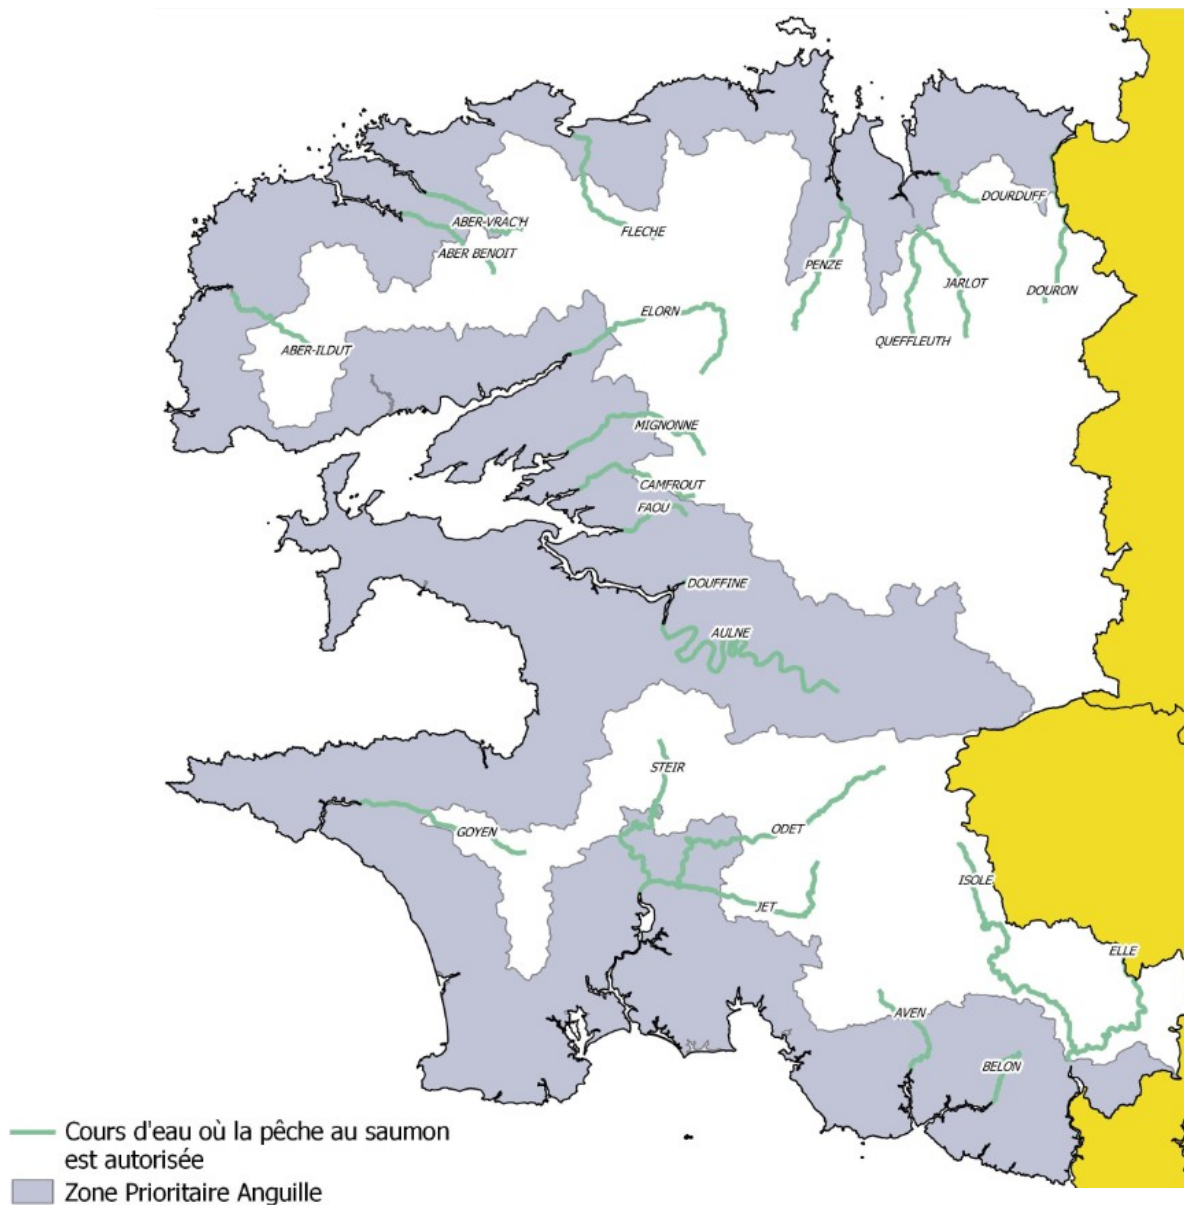 DOURDUFF
ABER-VRAC'H
FLECHE
ABER BENOIT
PENZE
JARLOT
DOURON
ELORN
QUEFFLEUTH
ABER-ILDUT
MIGNONNE
CAMFROUT
FAOU
DOUFFINE
AULNE
STEIR
GOYEN
ODET
ISOLE
JET
ELLE
AVEN
BELON
Cours d'eau où la pêche au saumon
est autorisée
Zone Prioritaire Anguille